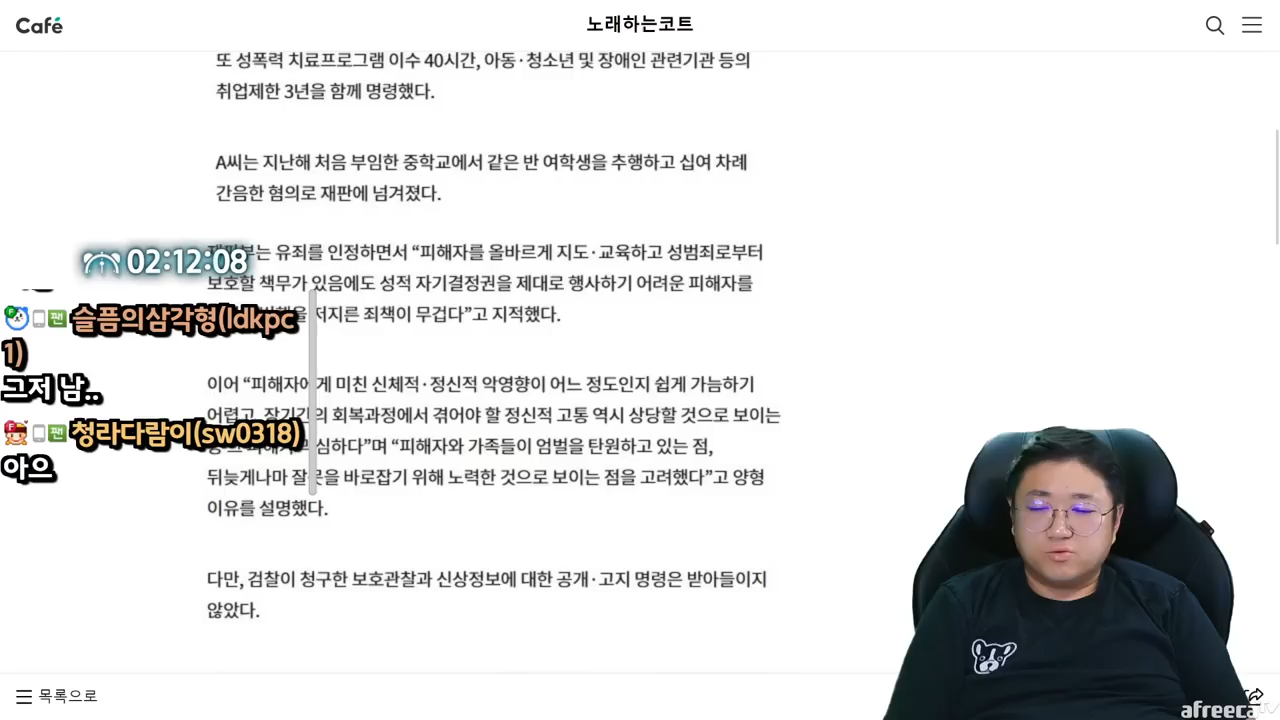 Café
노래하는코트
또 성폭력 치료프로그램 이수 40시간, 아동·청소년 및 장애인 관련기관 등의
취업제한 3년을 함께 명령했다.
A씨는 지난해 처음 부임한 중학교에서 같은 반 여학생을 추행하고 십여 차례
간음한 혐의로 재판에 넘겨졌다.
유죄를 인정하면서 “피해자를 올바르게 지도·교육하고 성범죄로부터
02:12:08
보호할 책무가 있음에도 성적 자기결정권을 제대로 행사하기 어려운 피해자를
저지른 죄책이 무겁다”고 지적했다.
슬픔의삼각형(ldkpc
1)
그저 남..
이어 “피해자에게 미친 신체적·정신적 악영향이 어느 정도인지 쉽게 가늠하기
어렵고, 장기간의 회복과정에서 겪어야 할 정신적 고통 역시 상당할 것으로 보이는
청라다람이(sw0318)
아으
심하다”며 “피해자와 가족들이 엄벌을 탄원하고 있는 점,
뒤늦게나마 잘못을 바로잡기 위해 노력한 것으로 보이는 점을 고려했다”고 양형
이유를 설명했다.
다만, 검찰이 청구한 보호관찰과 신상정보에 대한 공개·고지 명령은 받아들이지
않았다.
목록으로
afreecaTV